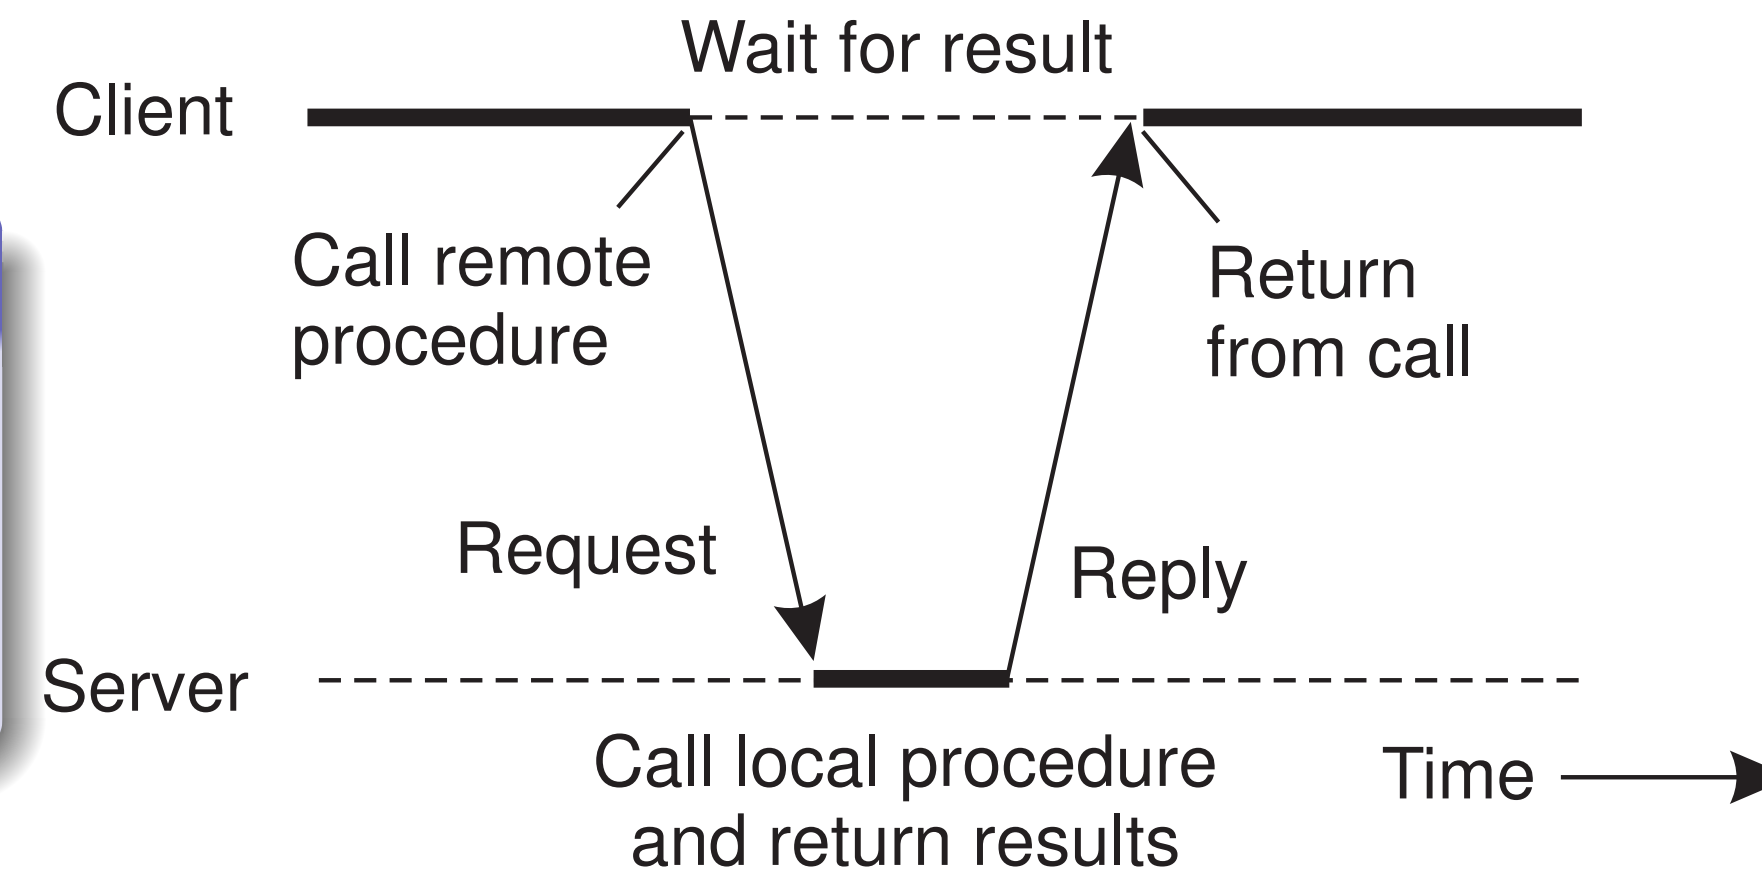 Wait for result
Client
Call remote
procedure
Return
from call
Request
Reply
Server
Call local procedure
and return results
Time